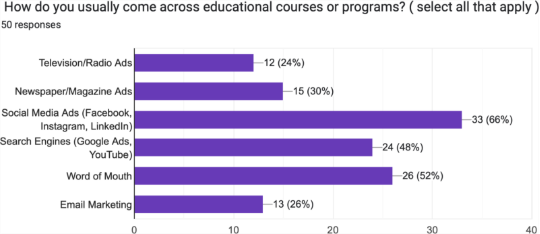 How do you usually come across educational courses or programs? ( select all that apply )
50 responses
Television/Radio Ads
12 (24%)
Newspaper/Magazine Ads
15 (30%)
Social Media Ads (Facebook,
Instagram, LinkedIn)
33 (66%)
Search Engines (Google Ads,
YouTube)
24 (48%)
Word of Mouth
26 (52%)
Email Marketing
13 (26%)
0 10 20 30 40